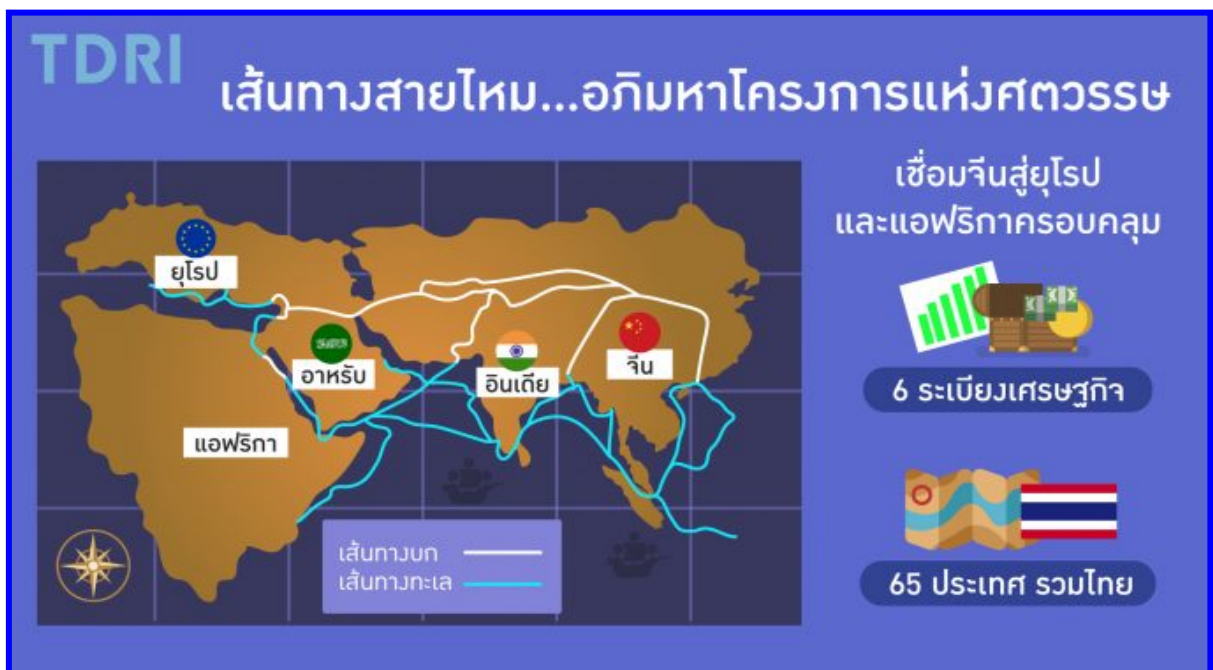 TDRI
เส้นทางสายไหม...อภิมหาโครงการแห่งศตวรรษ
เชื่อมจีนสู่ยุโรป
และแอฟริกาครอบคลุม
ยุโรป
อาหรับ
อินเดีย
จีน
แอฟริกา
6 ระเบียงเศรษฐกิจ
เส้นทางบก
เส้นทางทะเล
65 ประเทศ รวมไทย